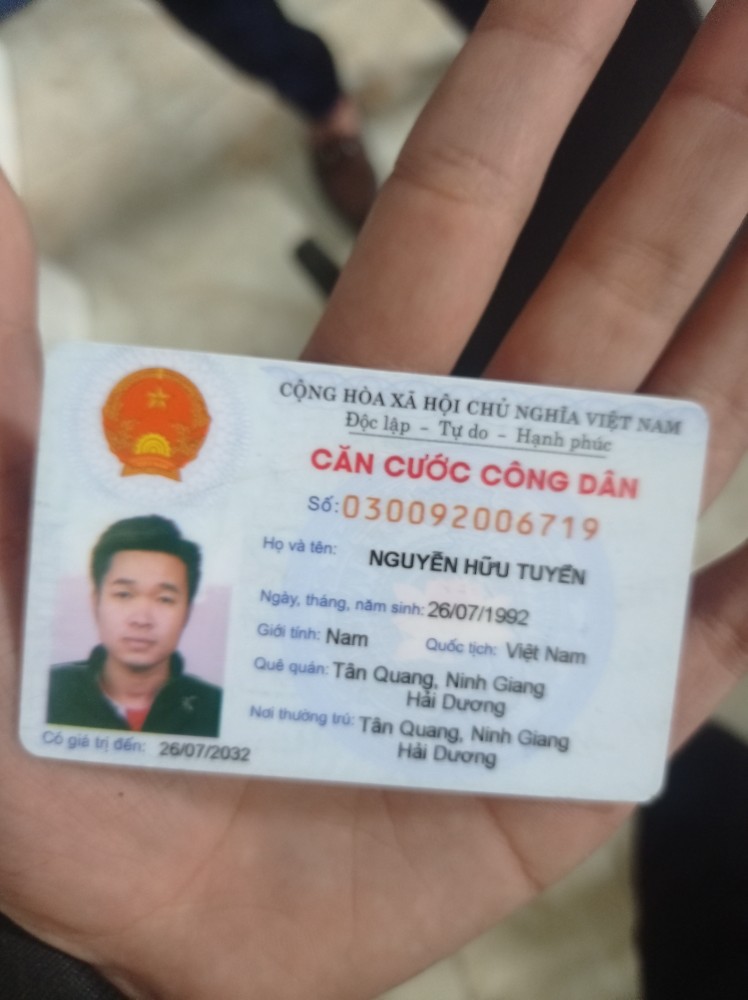 CỘNG HÒA XÃ HỘI CHỦ NGHĨA VIỆT NAM
Độc lập - Tự do - Hạnh phúc
CĂN CƯỚC CÔNG DÂN
Số: 030092006719
Họ và tên: NGUYỄN HỮU TUYỂN
Ngày, tháng, năm sinh: 26/07/1992
Giới tính: Nam Quốc tịch: Việt Nam
Quê quán: Tân Quang, Ninh Giang
Hải Dương
Nơi thường trú: Tân Quang, Ninh Giang
Hải Dương
Có giá trị đến: 26/07/2032